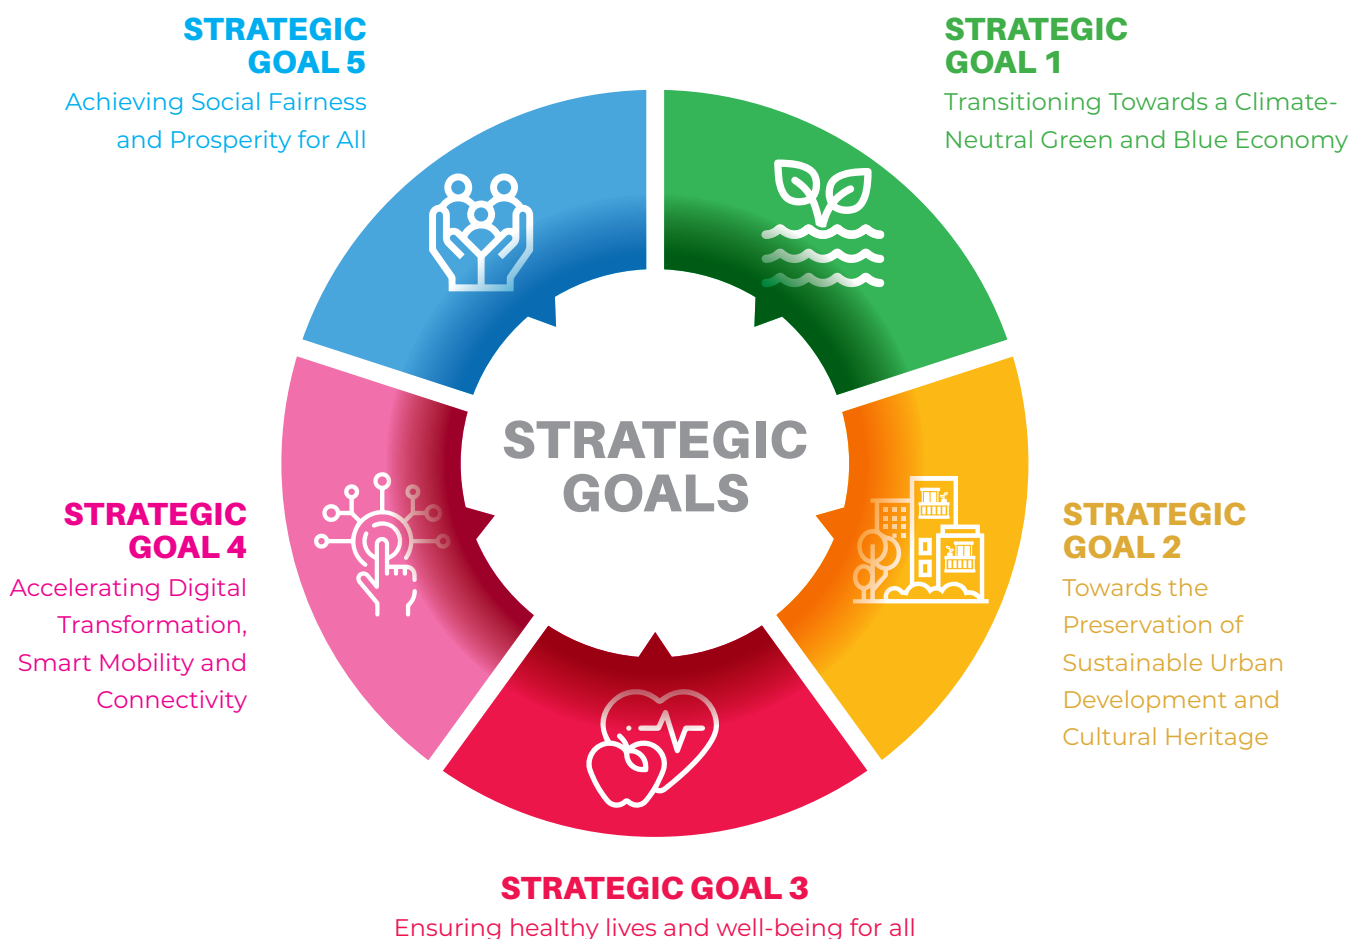 STRATEGIC
GOAL 5
Achieving Social Fairness
and Prosperity for All
STRATEGIC
GOAL 1
Transitioning Towards a Climate-
Neutral Green and Blue Economy
STRATEGIC
GOALS
STRATEGIC
GOAL 4
Accelerating Digital
Transformation,
Smart Mobility and
Connectivity
STRATEGIC
GOAL 2
Towards the
Preservation of
Sustainable Urban
Development and
Cultural Heritage
STRATEGIC GOAL 3
Ensuring healthy lives and well-being for all